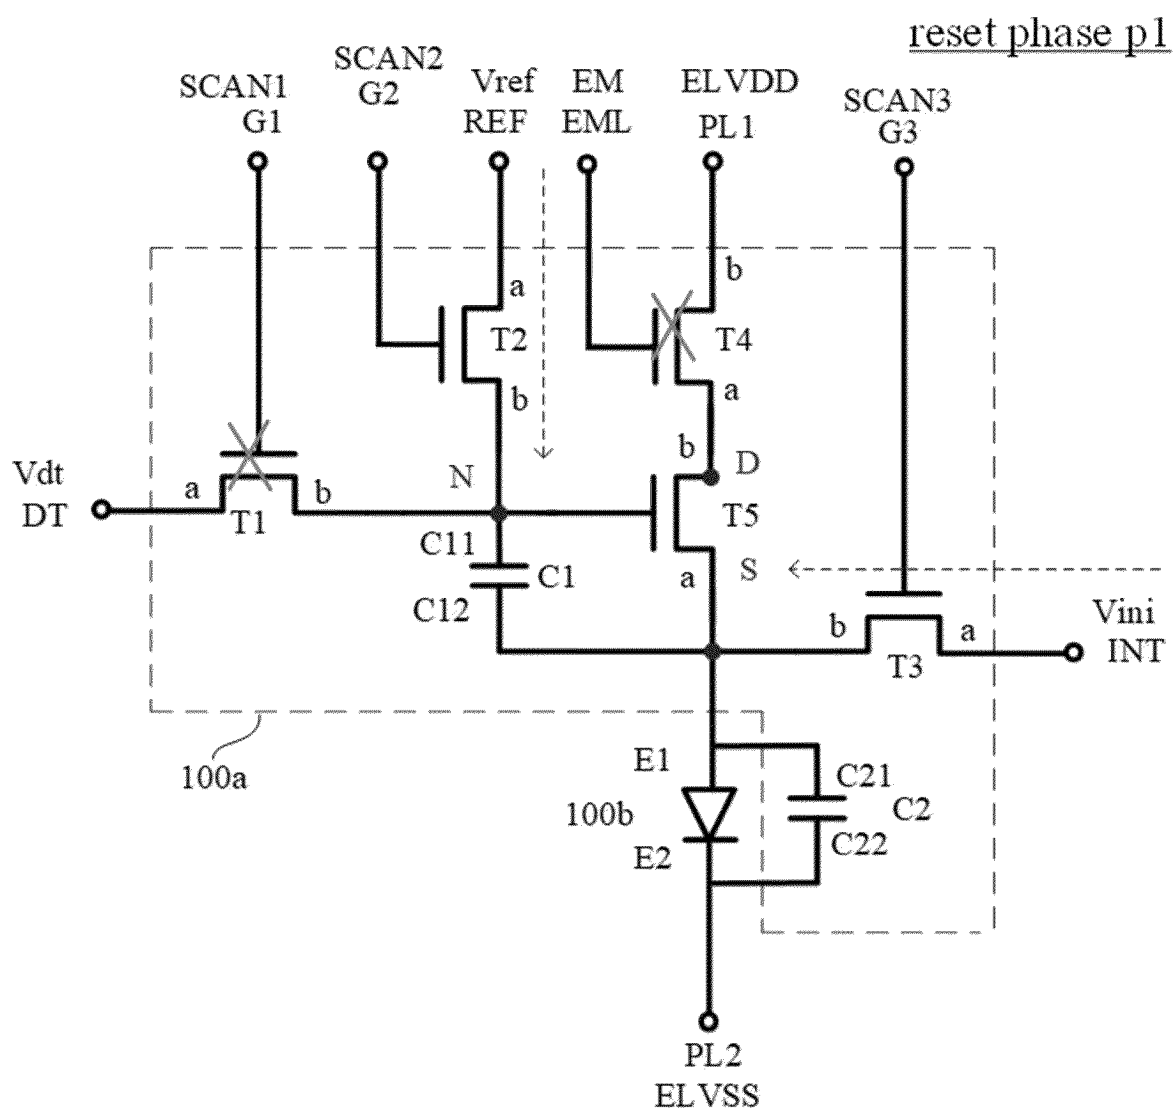 reset phase p1
SCAN1
G1
SCAN2
G2
Vref
REF
EM
EML
ELVDD
PL1
SCAN3
G3
a
T2
b
b
T4
a
Vdt
DT
a
T1
b
N
b
D
T5
a
S
C11
C1
C12
b
T3
a
Vini
INT
100a
E1
100b
E2
C21
C2
C22
PL2
ELVSS